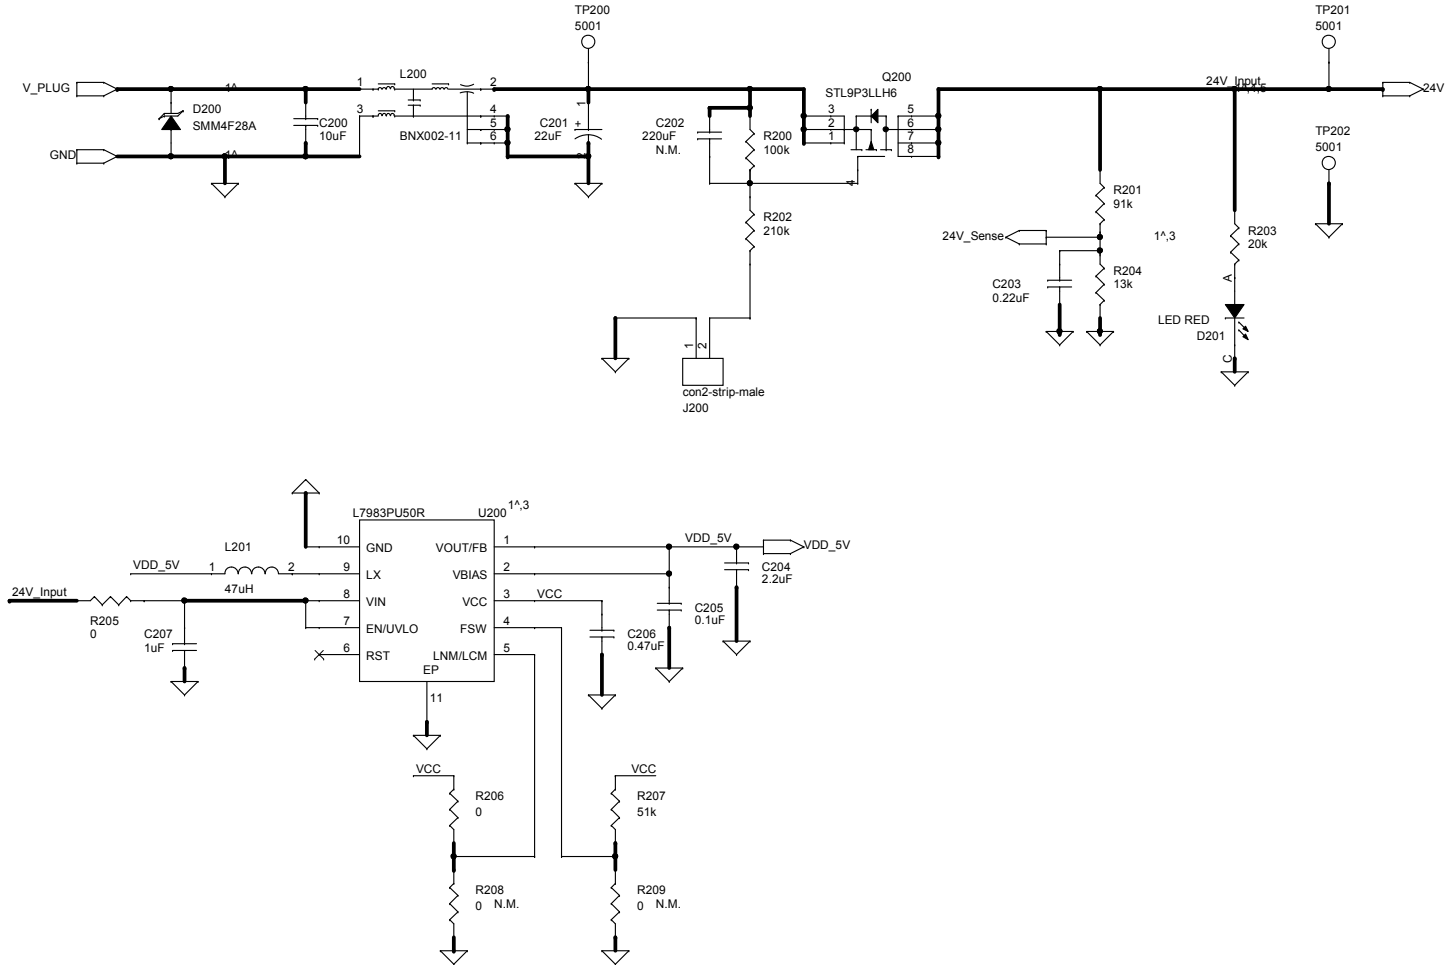 TP200
5001
TP201
5001
V_PLUG
1^
1
L200
2
Q200
STL9P3LLH6
24V_Input
24V
D200
SMM4F28A
C200
10uF
3
4
5
6
BNX002-11
1
C201
22uF
+
C202
220uF
N.M.
R200
100k
3
2
1
5
6
7
8
4
TP202
5001
GND
1^
R201
91k
R202
210k
24V_Sense
1^,3
R203
20k
A
C203
0.22uF
R204
13k
LED RED
D201
C
1
2
con2-strip-male
J200
L7983PU50R
U200
1^,3
10
GND
VOUT/FB
1
VDD_5V
VDD_5V
L201
VDD_5V
1
2
47uH
9
LX
VBIAS
2
C204
2.2uF
24V_Input
R205
0
8
VIN
VCC
3
VCC
C205
0.1uF
C207
1uF
7
EN/UVLO
FSW
4
C206
0.47uF
6
RST
LNM/LCM
5
EP
11
VCC
VCC
R206
0
R207
51k
R208
0 N.M.
R209
0 N.M.